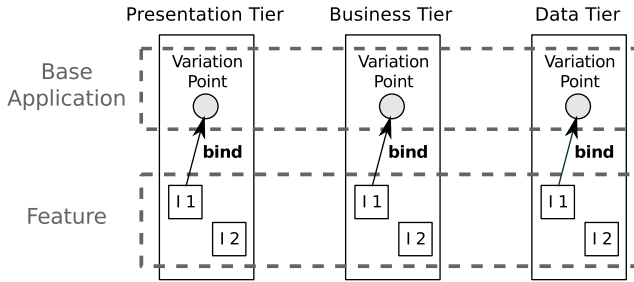 Presentation Tier
Business Tier
Data Tier
Base
Application
Variation
Point
Variation
Point
Variation
Point
bind
bind
bind
Feature
I 1
I 1
I 1
I 2
I 2
I 2